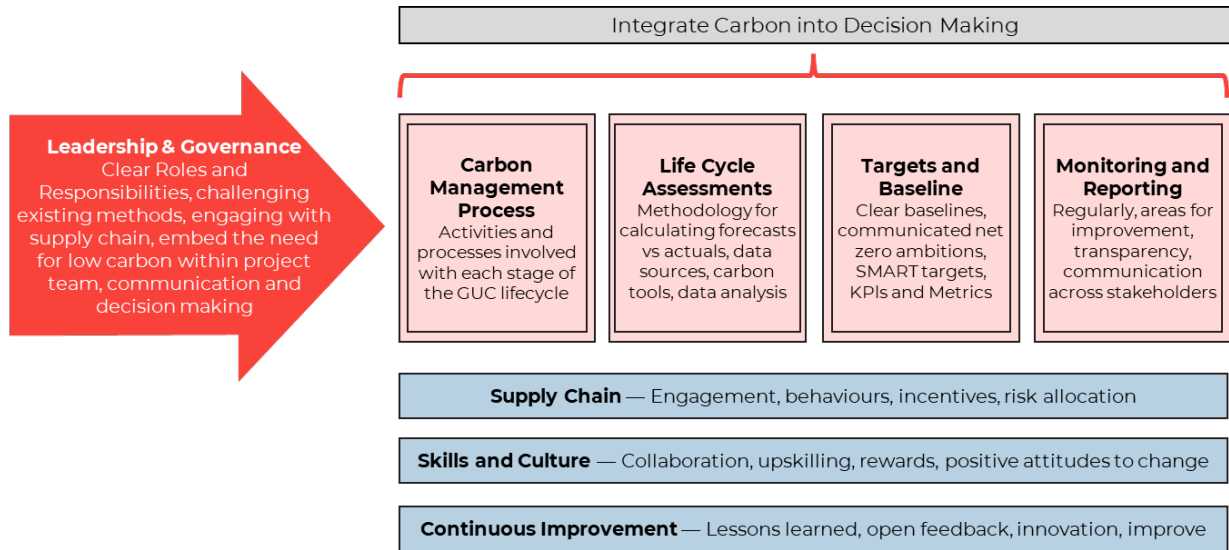 Integrate Carbon into Decision Making
Leadership & Governance
Clear Roles and
Responsibilities, challenging
existing methods, engaging with
supply chain, embed the need
for low carbon within project
team, communication and
decision making
Carbon
Management
Process
Activities and
processes involved
with each stage of
the GUC lifecycle
Life Cycle
Assessments
Methodology for
calculating forecasts
vs actuals, data
sources, carbon
tools, data analysis
Targets and
Baseline
Clear baselines,
communicated net
zero ambitions,
SMART targets,
KPIs and Metrics
Monitoring and
Reporting
Regularly, areas for
improvement,
transparency,
communication
across stakeholders
Supply Chain — Engagement, behaviours, incentives, risk allocation
Skills and Culture — Collaboration, upskilling, rewards, positive attitudes to change
Continuous Improvement — Lessons learned, open feedback, innovation, improve